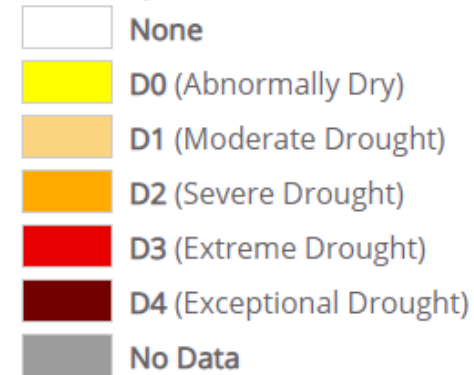 None
D0 (Abnormally Dry)
D1 (Moderate Drought)
D2 (Severe Drought)
D3 (Extreme Drought)
D4 (Exceptional Drought)
No Data